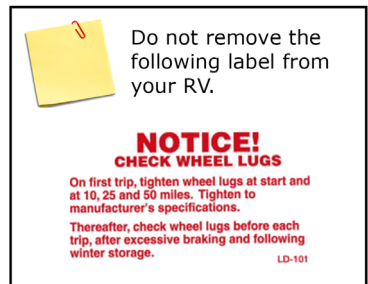 Do not remove the
following label from
your RV.
NOTICE!
CHECK WHEEL LUGS
On first trip, tighten wheel lugs at start and
at 10, 25 and 50 miles. Tighten to
manufacturer's specifications.
Thereafter, check wheel lugs before each
trip, after excessive braking and following
winter storage.
LD-101